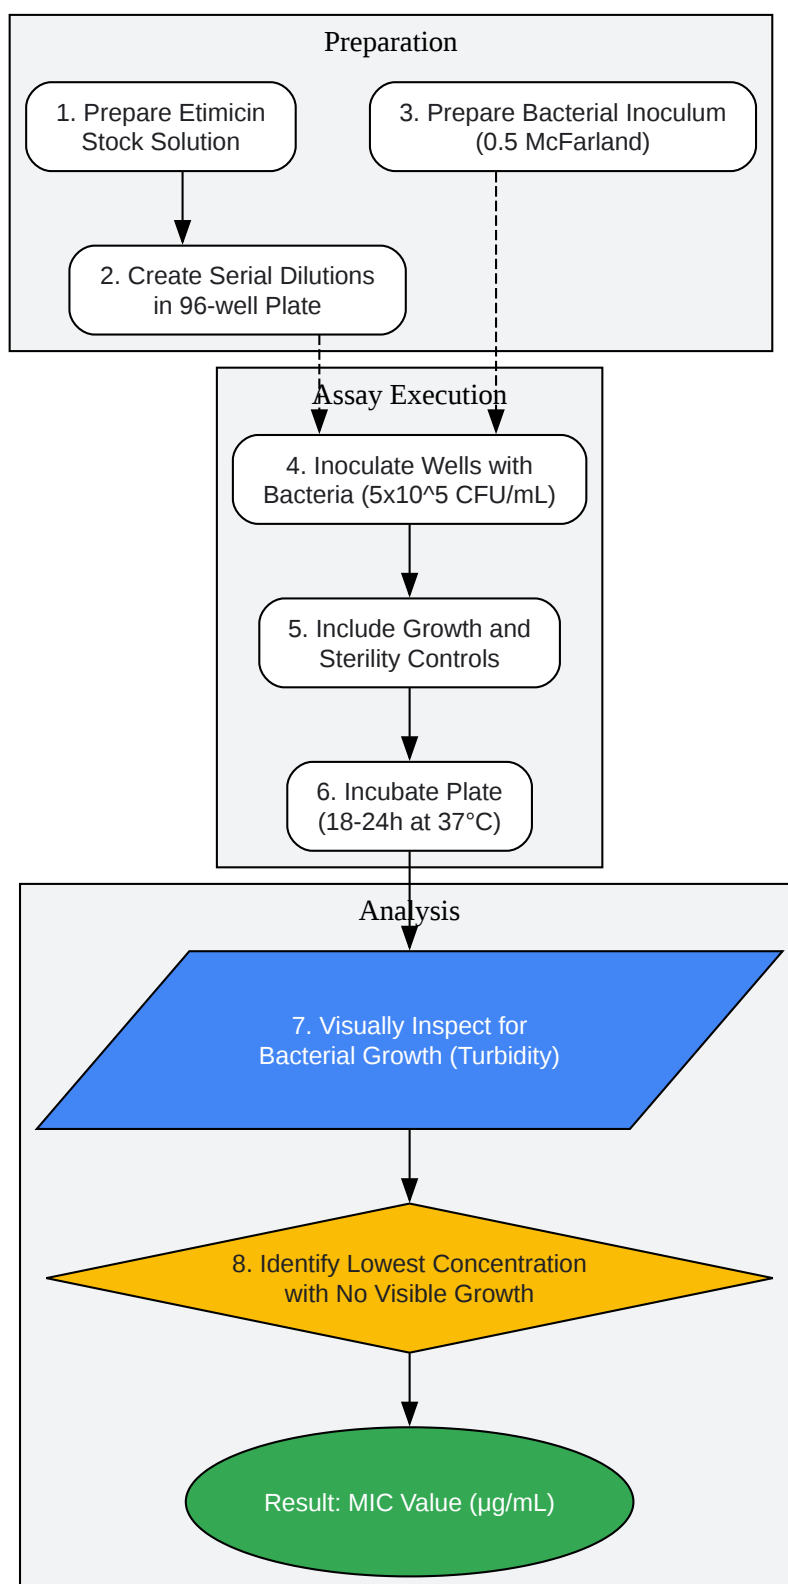 Preparation
1. Prepare Etimicin
Stock Solution
3. Prepare Bacterial Inoculum
(0.5 McFarland)
2. Create Serial Dilutions
in 96-well Plate
Assay Execution
4. Inoculate Wells with
Bacteria (5x10^5 CFU/mL)
5. Include Growth and
Sterility Controls
6. Incubate Plate
(18-24h at 37°C)
Analysis
7. Visually Inspect for
Bacterial Growth (Turbidity)
8. Identify Lowest Concentration
with No Visible Growth
Result: MIC Value (µg/mL)